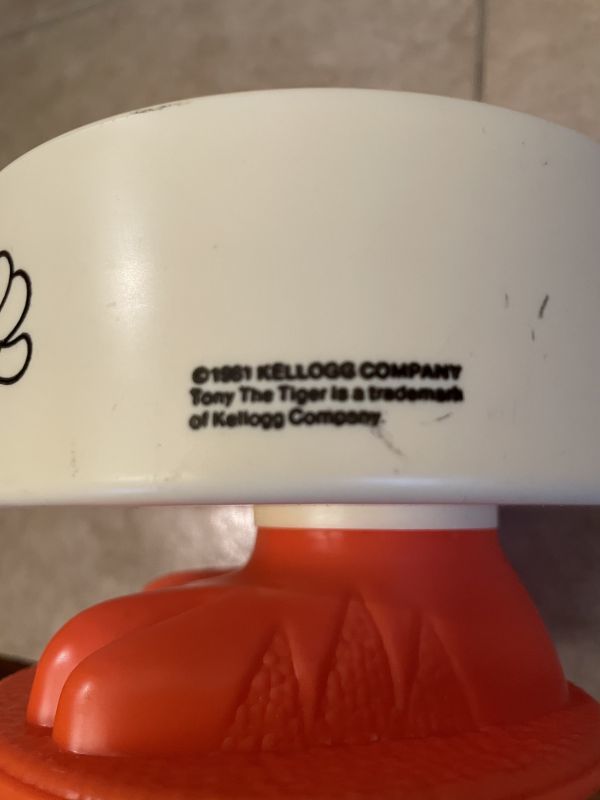 ©1981 KELLOGG COMPANY
Tony The Tiger is a trademark
of Kellogg Company